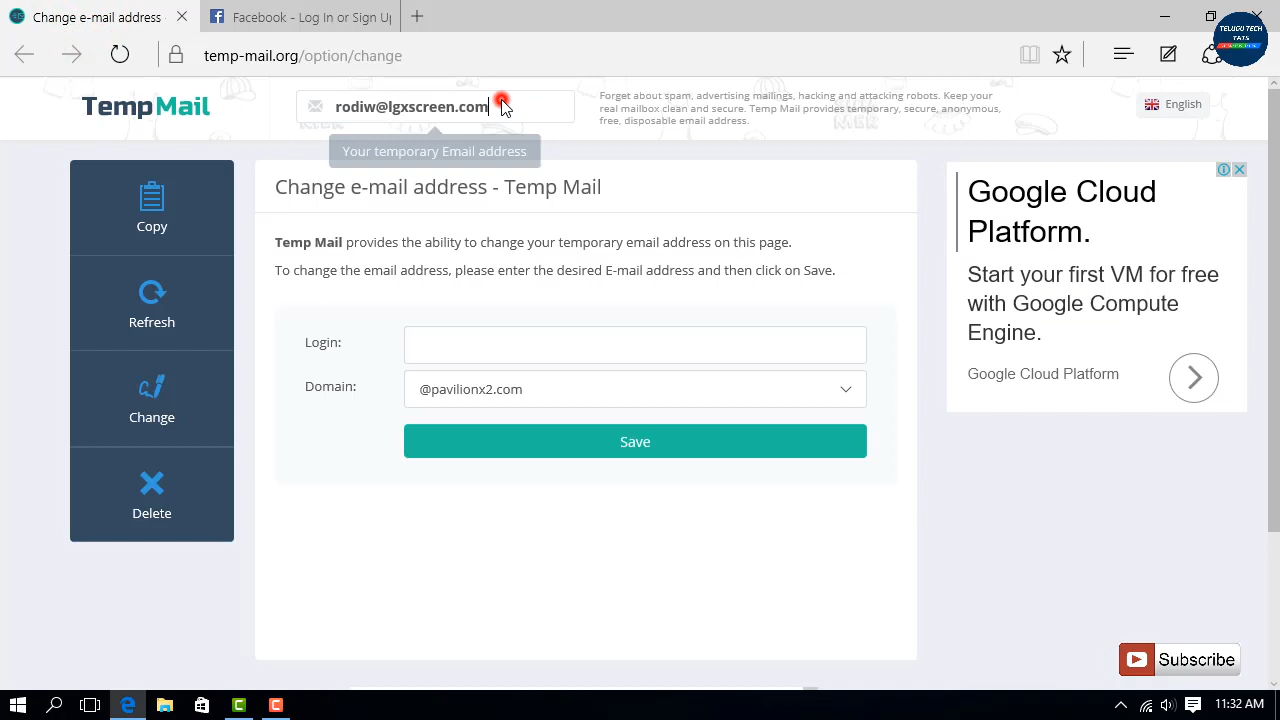 Change e-mail address
Facebook - Log In or Sign Up
TELUGU TECH
TATS
temp-mail.org/option/change
TempMail
rodiw@lgxscreen.com
Forget about spam, advertising mailings, hacking and attacking robots. Keep your
real mailbox clean and secure. Temp Mail provides temporary, secure, anonymous,
free, disposable email address.
English
Your temporary Email address
Copy
Refresh
Change
Delete
Change e-mail address - Temp Mail
Temp Mail provides the ability to change your temporary email address on this page.
To change the email address, please enter the desired E-mail address and then click on Save.
Login:
Domain:
@pavilionx2.com
Save
Google Cloud
Platform.
Start your first VM for free
with Google Compute
Engine.
Google Cloud Platform
Subscribe
11:32 AM